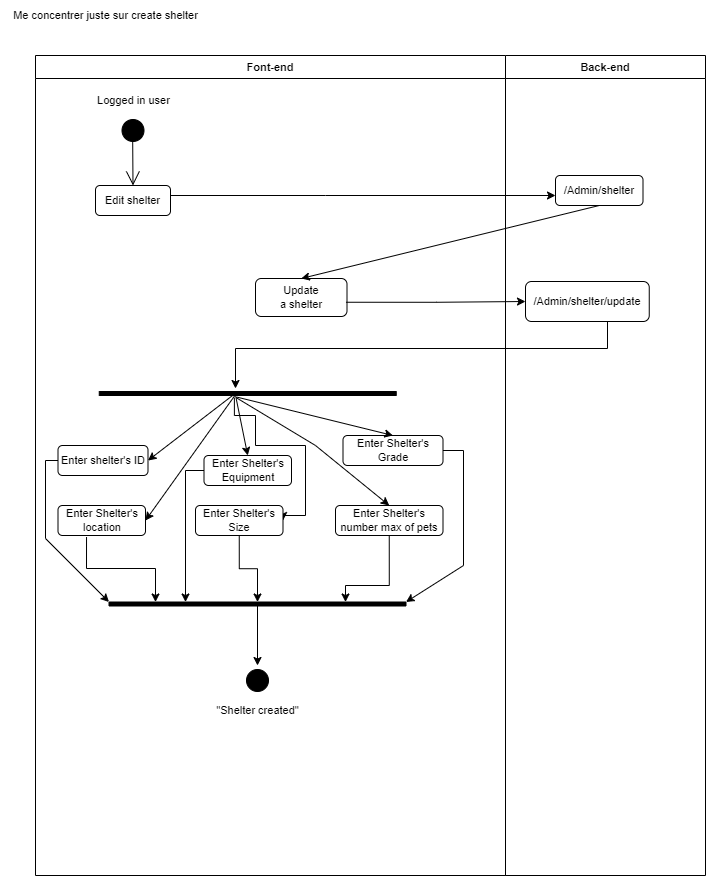 Me concentrer juste sur create shelter
Font-end
Back-end
Logged in user
Edit shelter
/Admin/shelter
Update
a shelter
/Admin/shelter/update
Enter shelter's ID
Enter Shelter's
Equipment
Enter Shelter's
Grade
Enter Shelter's
location
Enter Shelter's
Size
Enter Shelter's
number max of pets
"Shelter created"